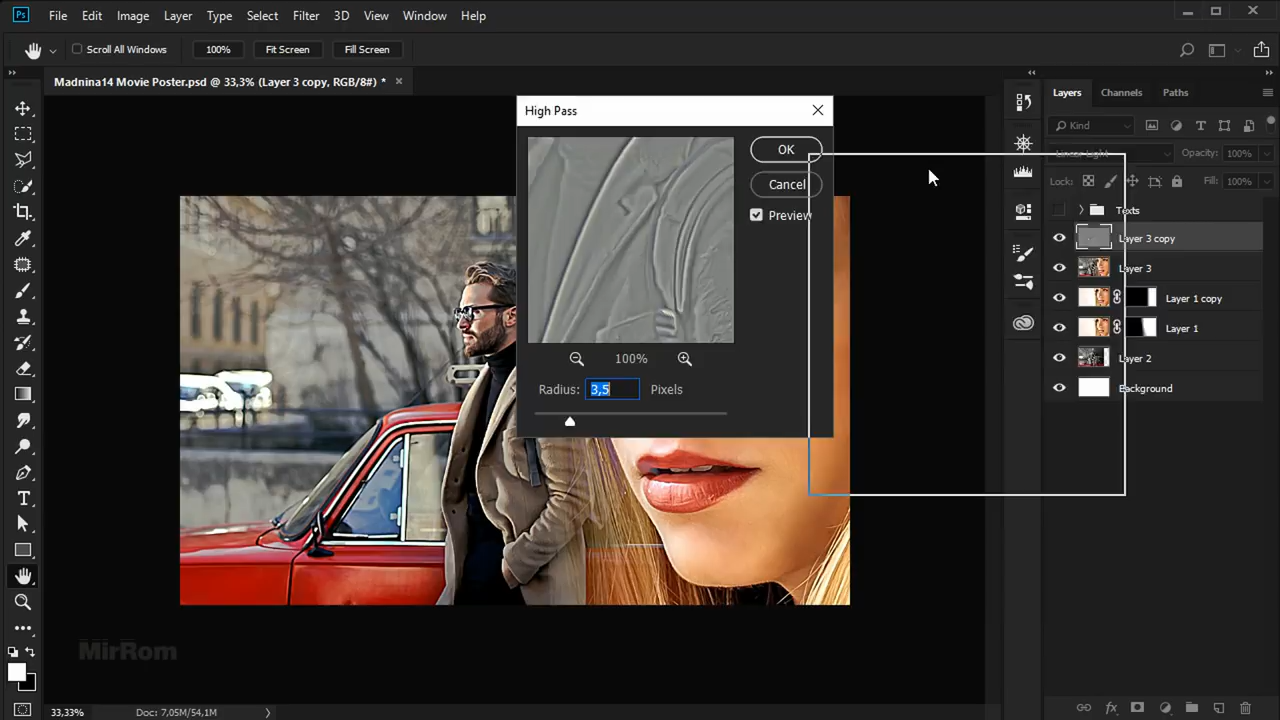 Ps File Edit Image Layer Type Select Filter 3D View Window Help
Scroll All Windows 100% Fit Screen Fill Screen
Madnina14 Movie Poster.psd @ 33,3% (Layer 3 copy, RGB/8#) *
High Pass
OK
Cancel
Preview
100%
Radius: 3,5 Pixels
Layers Channels Paths
Kind
Linear Light Opacity: 100%
Lock: Fill: 100%
Texts
Layer 3 copy
Layer 3
Layer 1 copy
Layer 1
Layer 2
Background
MirRom
33,33% Doc: 7,05M/54,1M